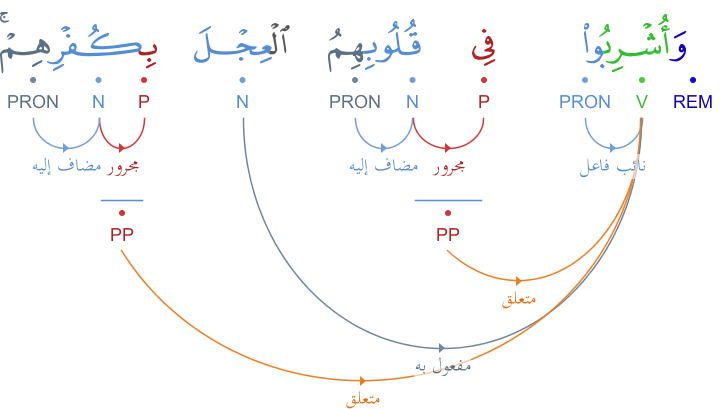 وَأُشْرِبُوا۟ فِى قُلُوبِهِمُ ٱلْعِجْلَ بِكُفْرِهِمْ ۚ
PRON N P N PRON N P PRON V REM
مضاف إليه مجرور مضاف إليه مجرور نائب فاعل
PP PP
متعلق
مفعول به
متعلق